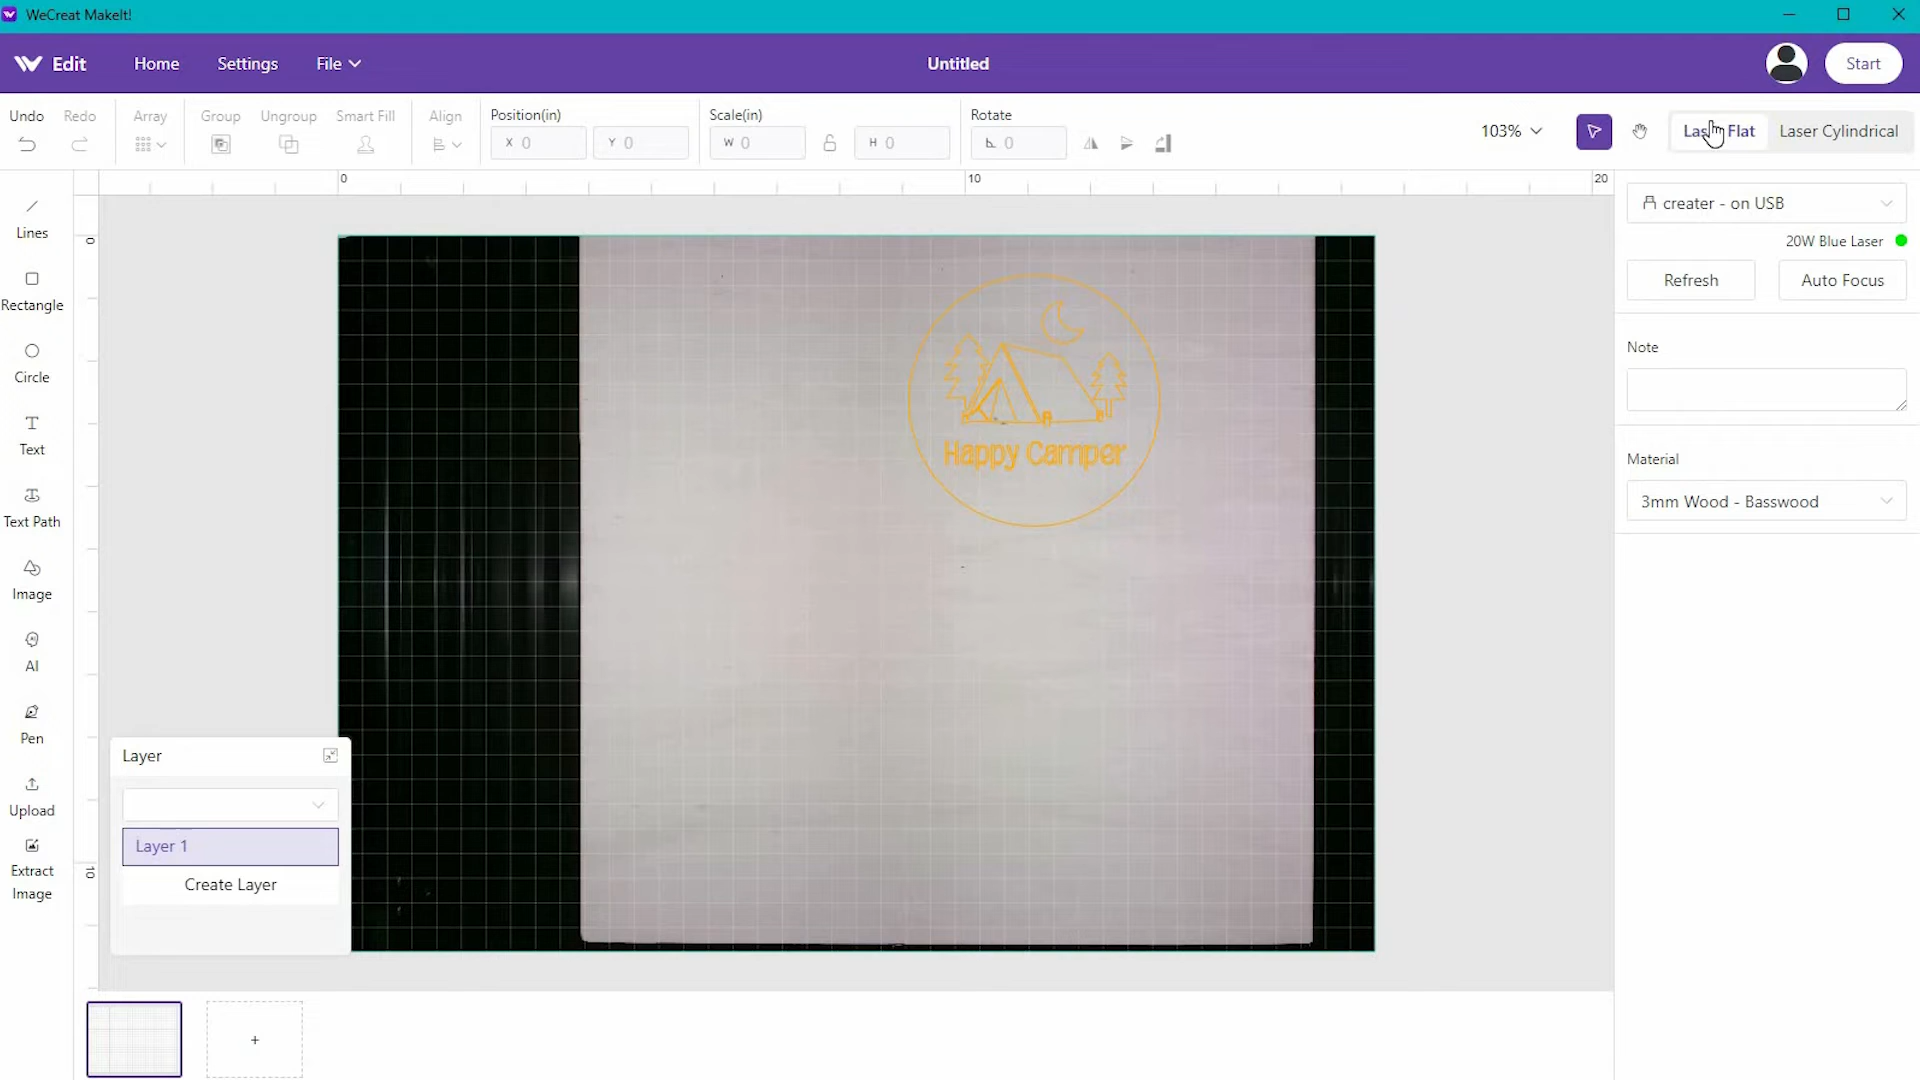 WeCreat MakeIt!
Edit Home Settings File Untitled Start
Undo Redo Array Group Ungroup Smart Fill Align Position(in) Scale(in) Rotate
X 0 Y 0 W 0 H 0 0
103% Laser Flat Laser Cylindrical
0 10 20
0
10
Lines
Rectangle
Circle
Text
Text Path
Image
AI
Pen
Upload
Extract
Image
Happy Camper
Layer
Layer 1
Create Layer
+
creater - on USB
20W Blue Laser
Refresh Auto Focus
Note
Material
3mm Wood - Basswood